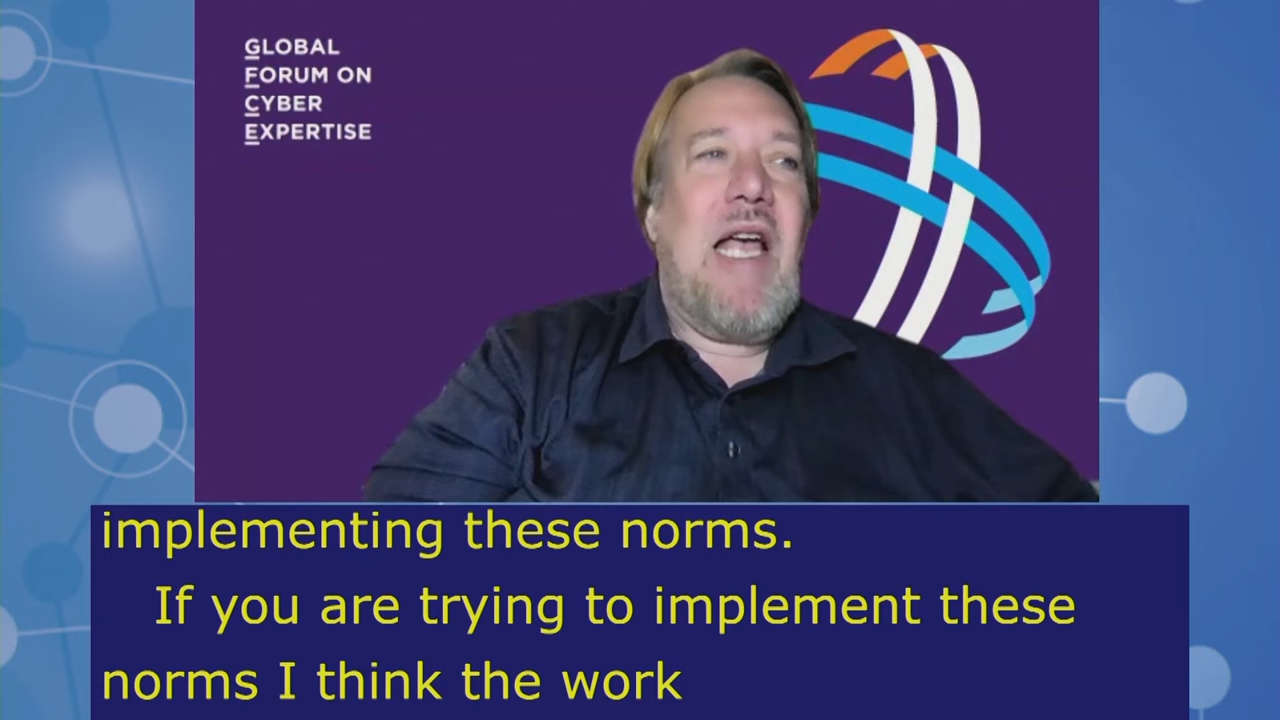 GLOBAL
FORUM ON
CYBER
EXPERTISE
implementing these norms.
If you are trying to implement these
norms I think the work